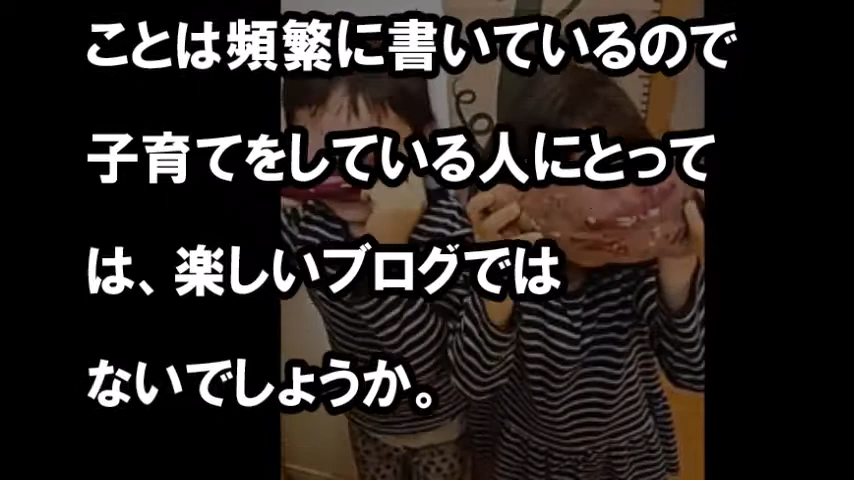 ことは頻繁に書いているので
子育てをしている人にとって
は、楽しいブログでは
ないでしょうか。